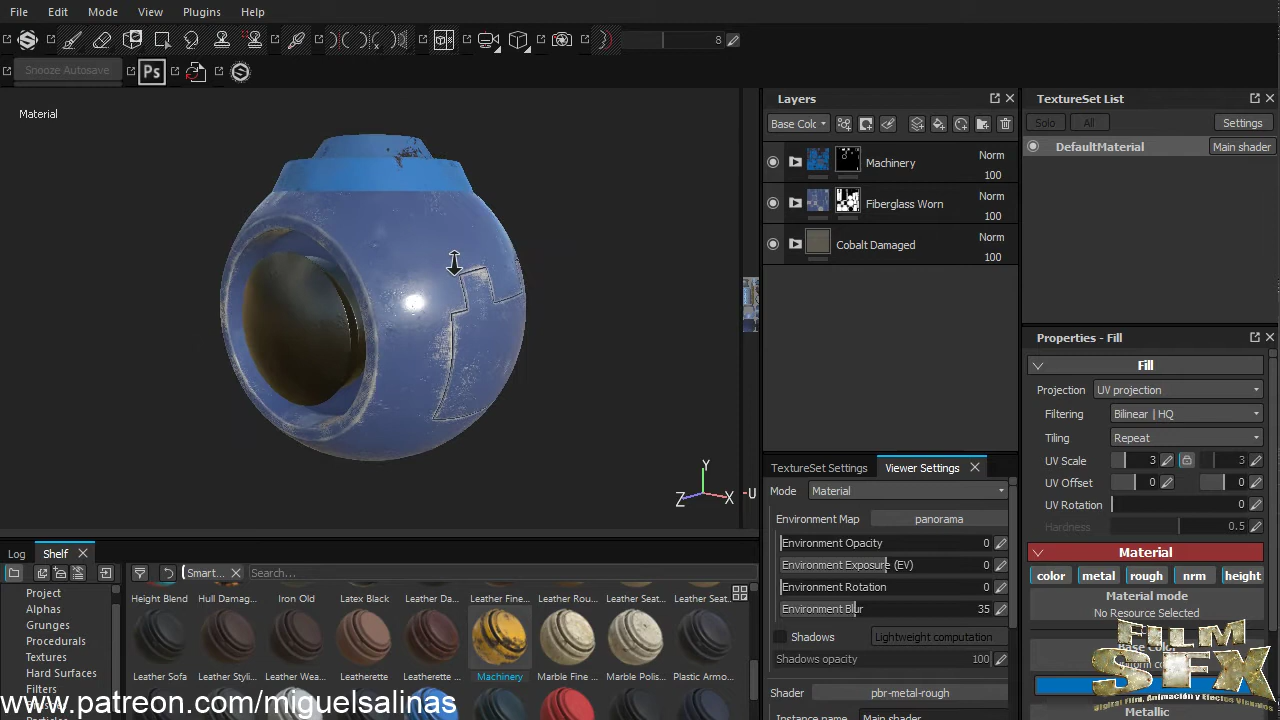 File Edit Mode View Plugins Help
8
Snooze Autosave Ps
Material
Layers
Base Colc
Machinery Norm 100
Fiberglass Worn Norm 100
Cobalt Damaged Norm 100
TextureSet List
Solo All Settings
DefaultMaterial Main shader
Properties - Fill
Fill
Projection UV projection
Filtering Bilinear | HQ
Tiling Repeat
UV Scale 3 3
UV Offset 0 0
UV Rotation 0
Hardness 0.5
Material
color metal rough nrm height
Material mode
No Resource Selected
Base Color
Metallic
TextureSet Settings Viewer Settings
Mode Material
Environment Map panorama
Environment Opacity 0
Environment Exposure (EV) 0
Environment Rotation 0
Environment Blur 35
Shadows Lightweight computation
Shadows opacity 100
Shader pbr-metal-rough
Instance name Main shader
Y
Z X U
Log Shelf
Smart... Search...
Project
Alphas
Grunges
Procedurals
Textures
Hard Surfaces
Filters
Height Blend Hull Damag... Iron Old Latex Black Leather Da... Leather Fine... Leather Rou... Leather Seat... Leather Seat...
Leather Sofa Leather Styli... Leather Wea... Leatherette Leatherette... Machinery Marble Fine ... Marble Polis... Plastic Armo...
www.patreon.com/miguelsalinas
FILM
SFX
Digital Film, Animación y Efectos Visuales